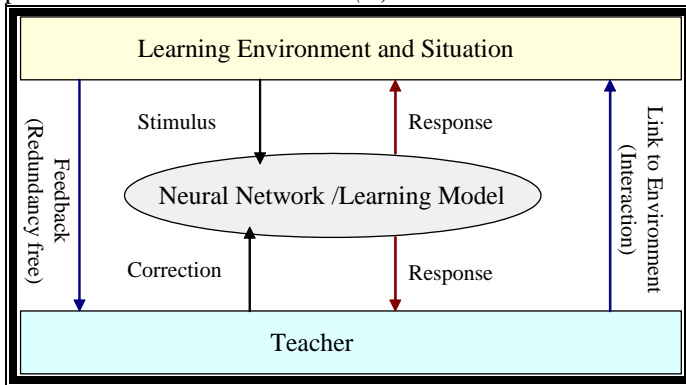 Learning Environment and Situation
Stimulus
Response
Feedback
(Redundancy free)
Link to Environment
(Interaction)
Neural Network /Learning Model
Correction
Response
Teacher